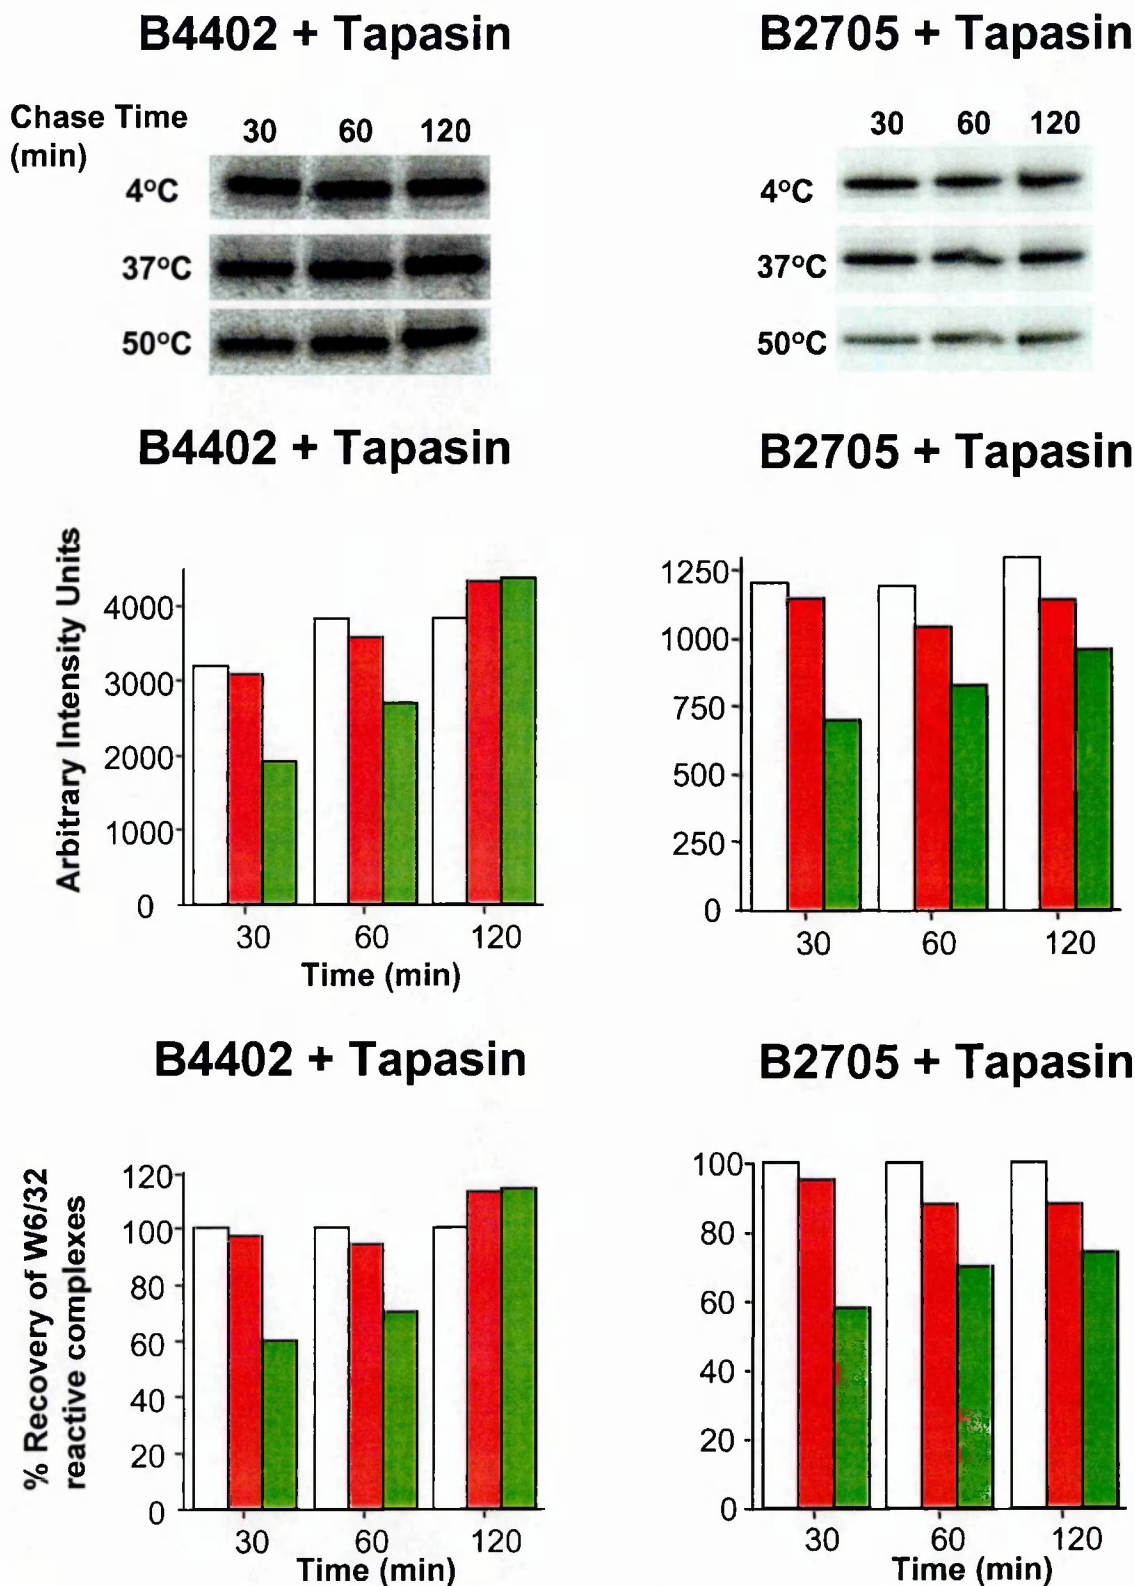 B4402 + Tapasin
B2705 + Tapasin
Chase Time
(min)
30 60 120
4°C
37°C
50°C
30 60 120
4°C
37°C
50°C
B4402 + Tapasin
B2705 + Tapasin
Arbitrary Intensity Units
4000
3000
2000
1000
0
30 60 120
Time (min)
1250
1000
750
500
250
0
30 60 120
B4402 + Tapasin
B2705 + Tapasin
% Recovery of W6/32
reactive complexes
120
100
80
60
40
20
0
30 60 120
Time (min)
100
80
60
40
20
0
30 60 120
Time (min)